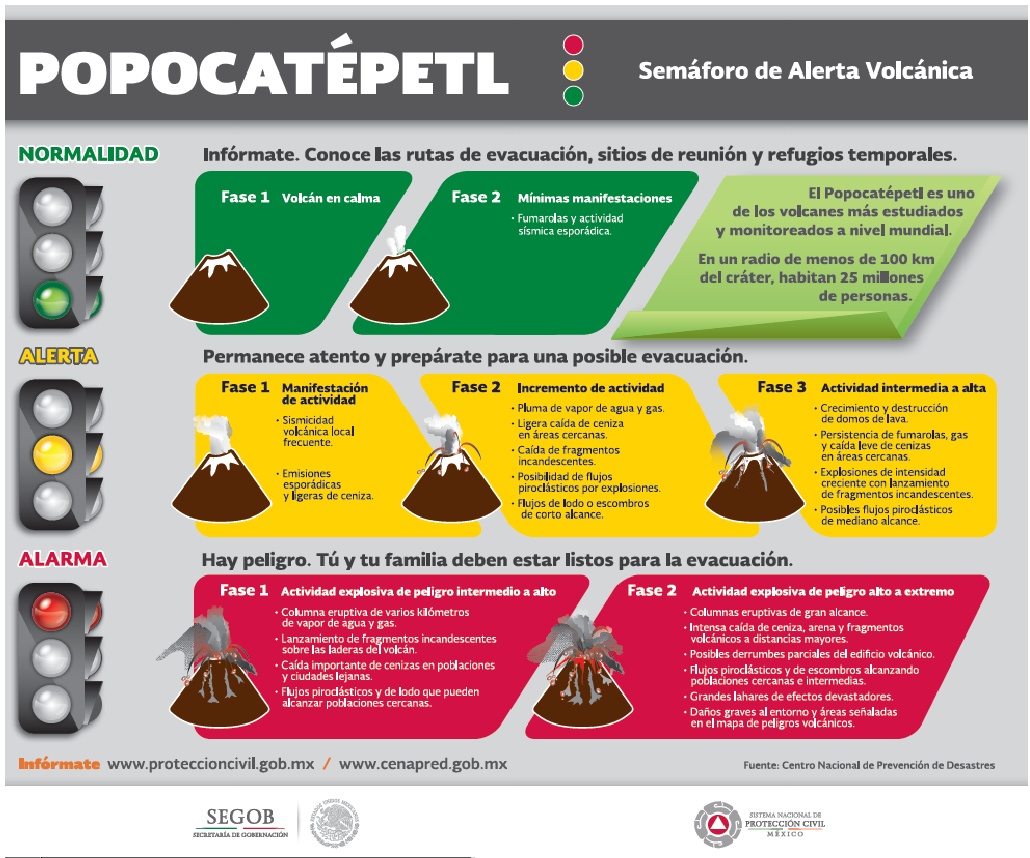 POPOCATÉPETL
Semáforo de Alerta Volcánica
NORMALIDAD
Infórmate. Conoce las rutas de evacuación, sitios de reunión y refugios temporales.
Fase 1 Volcán en calma
Fase 2 Mínimas manifestaciones
• Fumarolas y actividad
sísmica esporádica.
El Popocatépetl es uno
de los volcanes más estudiados
y monitoreados a nivel mundial.
En un radio de menos de 100 km
del cráter, habitan 25 millones
de personas.
ALERTA
Permanece atento y prepárate para una posible evacuación.
Fase 1 Manifestación
de actividad
• Sismicidad
volcánica local
frecuente.
• Emisiones
esporádicas
y ligeras de ceniza.
Fase 2 Incremento de actividad
• Pluma de vapor de agua y gas.
• Ligera caída de ceniza
en áreas cercanas.
• Caída de fragmentos
incandescentes.
• Posibilidad de flujos
piroclásticos por explosiones.
• Flujos de lodo o escombros
de corto alcance.
Fase 3 Actividad intermedia a alta
• Crecimiento y destrucción
de domos de lava.
• Persistencia de fumarolas, gas
y caída leve de cenizas
en áreas cercanas.
• Explosiones de intensidad
creciente con lanzamiento
de fragmentos incandescentes.
• Posibles flujos piroclásticos
de mediano alcance.
ALARMA
Hay peligro. Tú y tu familia deben estar listos para la evacuación.
Fase 1 Actividad explosiva de peligro intermedio a alto
• Columna eruptiva de varios kilómetros
de vapor de agua y gas.
• Lanzamiento de fragmentos incandescentes
sobre las laderas del volcán.
• Caída importante de cenizas en poblaciones
y ciudades lejanas.
• Flujos piroclásticos y de lodo que pueden
alcanzar poblaciones cercanas.
Fase 2 Actividad explosiva de peligro alto a extremo
• Columnas eruptivas de gran alcance.
• Intensa caída de ceniza, arena y fragmentos
volcánicos a distancias mayores.
• Posibles derrumbes parciales del edificio volcánico.
• Flujos piroclásticos y de escombros alcanzando
poblaciones cercanas e intermedias.
• Grandes lahares de efectos devastadores.
• Daños graves al entorno y áreas señaladas
en el mapa de peligros volcánicos.
Infórmate www.proteccioncivil.gob.mx / www.cenapred.gob.mx
Fuente: Centro Nacional de Prevención de Desastres
SEGOB
SECRETARÍA DE GOBERNACIÓN
ESTADOS UNIDOS MEXICANOS
SISTEMA NACIONAL DE
PROTECCIÓN CIVIL
MÉXICO